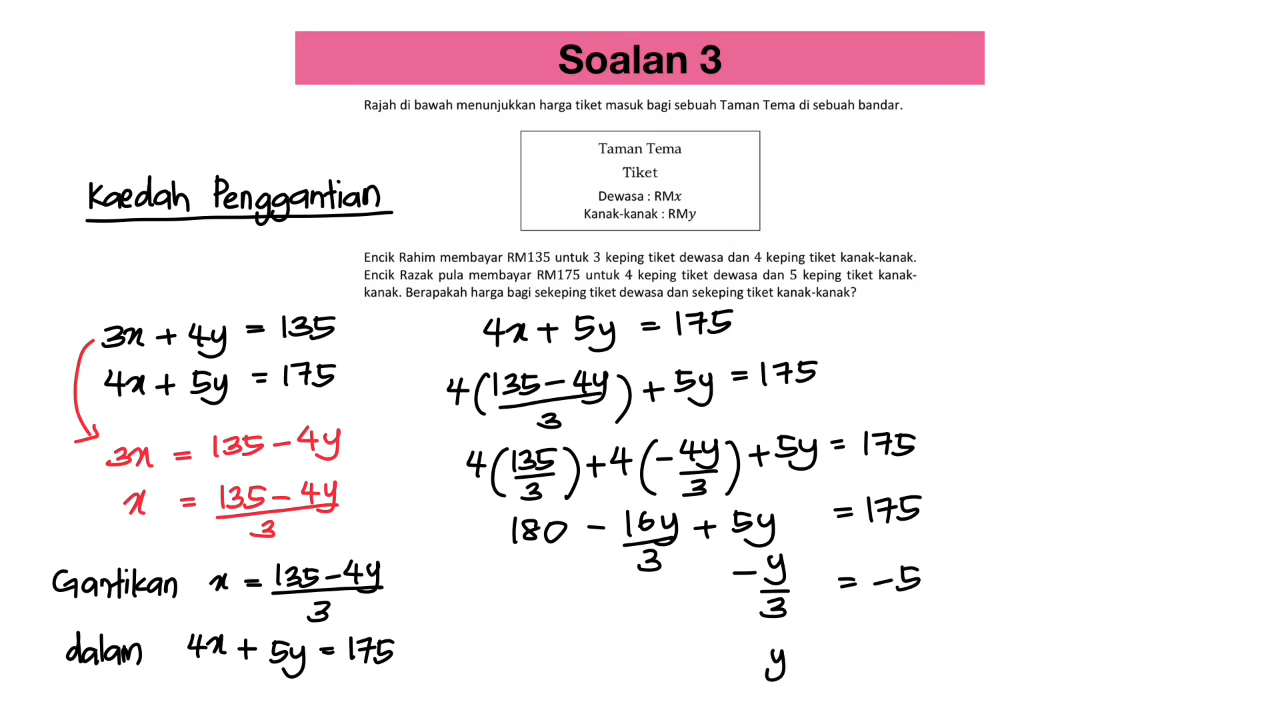 Soalan 3
Rajah di bawah menunjukkan harga tiket masuk bagi sebuah Taman Tema di sebuah bandar.
Taman Tema
Tiket
Dewasa : RMx
Kanak-kanak : RMy
Kaedah Penggantian
Encik Rahim membayar RM135 untuk 3 keping tiket dewasa dan 4 keping tiket kanak-kanak.
Encik Razak pula membayar RM175 untuk 4 keping tiket dewasa dan 5 keping tiket kanak-
kanak. Berapakah harga bagi sekeping tiket dewasa dan sekeping tiket kanak-kanak?
3x + 4y = 135
4x + 5y = 175
3x = 135 - 4y
x = (135 - 4y)/3
Gantikan x = (135 - 4y)/3
dalam 4x + 5y = 175
4x + 5y = 175
4((135 - 4y)/3) + 5y = 175
4(135/3) + 4(-4y/3) + 5y = 175
180 - 16y/3 + 5y = 175
-y/3 = -5
y